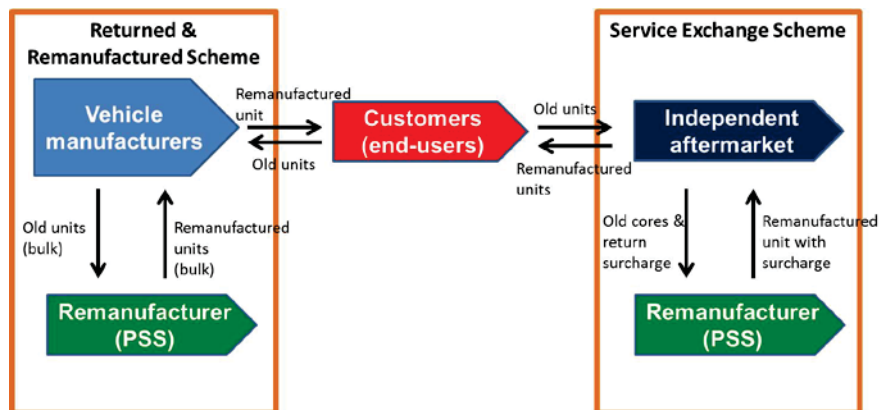 Returned &
Remanufactured Scheme
Vehicle
manufacturers
Remanufactured
unit
Old units
Customers
(end-users)
Old units
Remanufactured
units
Service Exchange Scheme
Independent
aftermarket
Old units
(bulk)
Remanufactured
units
(bulk)
Remanufacturer
(PSS)
Old cores &
return
surcharge
Remanufactured
unit with
surcharge
Remanufacturer
(PSS)